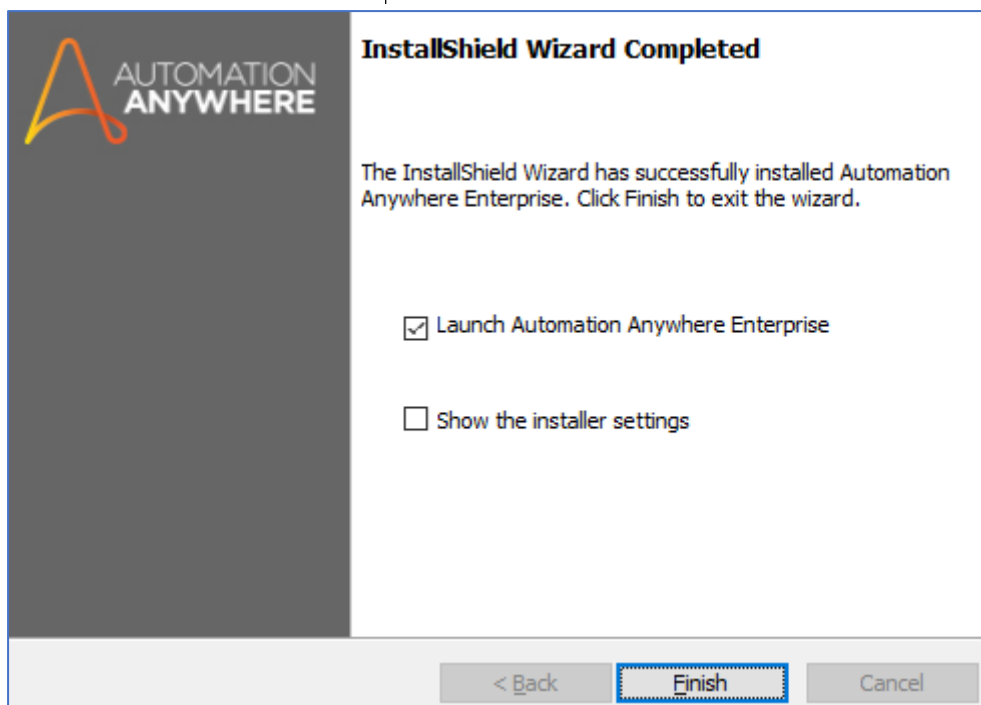 AUTOMATION
ANYWHERE
InstallShield Wizard Completed
The InstallShield Wizard has successfully installed Automation
Anywhere Enterprise. Click Finish to exit the wizard.
Launch Automation Anywhere Enterprise
Show the installer settings
< Back Finish Cancel